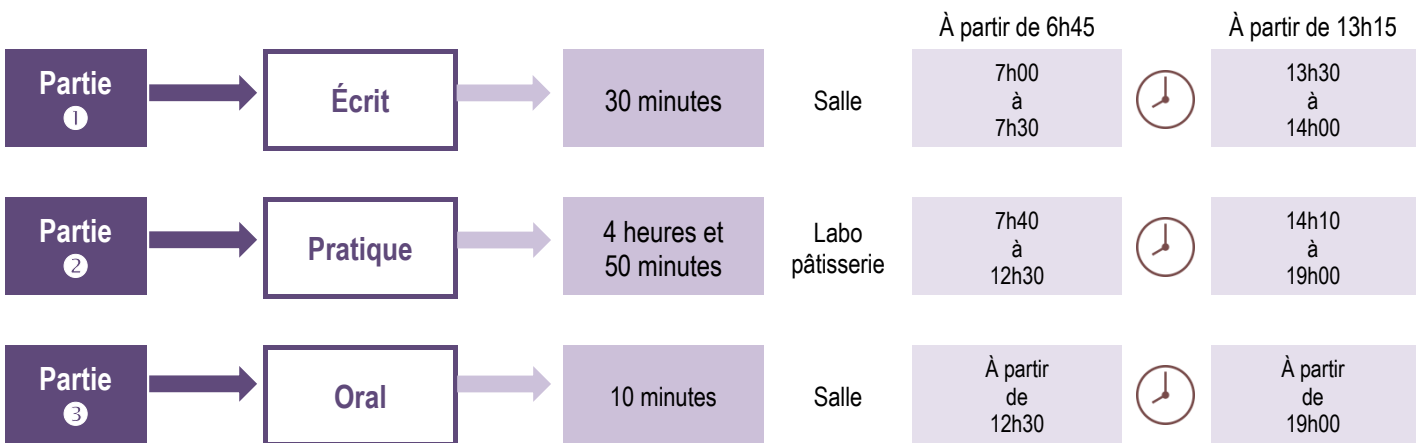 À partir de 6h45
À partir de 13h15
Partie
❶
Écrit
30 minutes
Salle
7h00
à
7h30
13h30
à
14h00
Partie
❷
Pratique
4 heures et
50 minutes
Labo
pâtisserie
7h40
à
12h30
14h10
à
19h00
Partie
❸
Oral
10 minutes
Salle
À partir
de
12h30
À partir
de
19h00